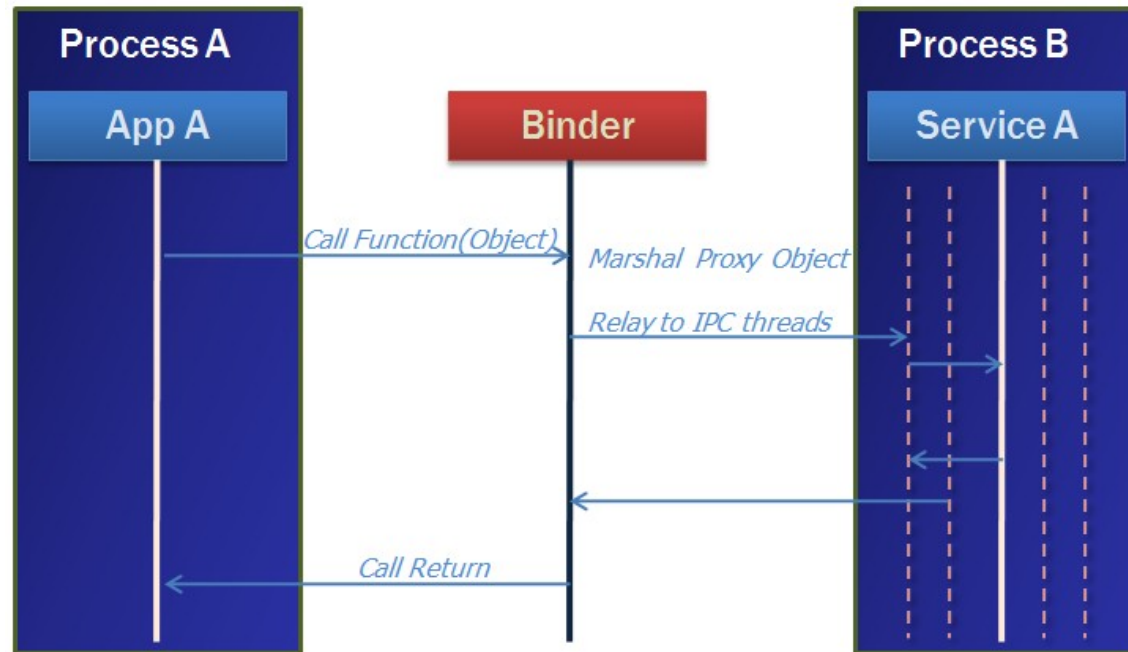 Process A
Process B
App A
Binder
Service A
Call Function(Object)
Marshal Proxy Object
Relay to IPC threads
Call Return